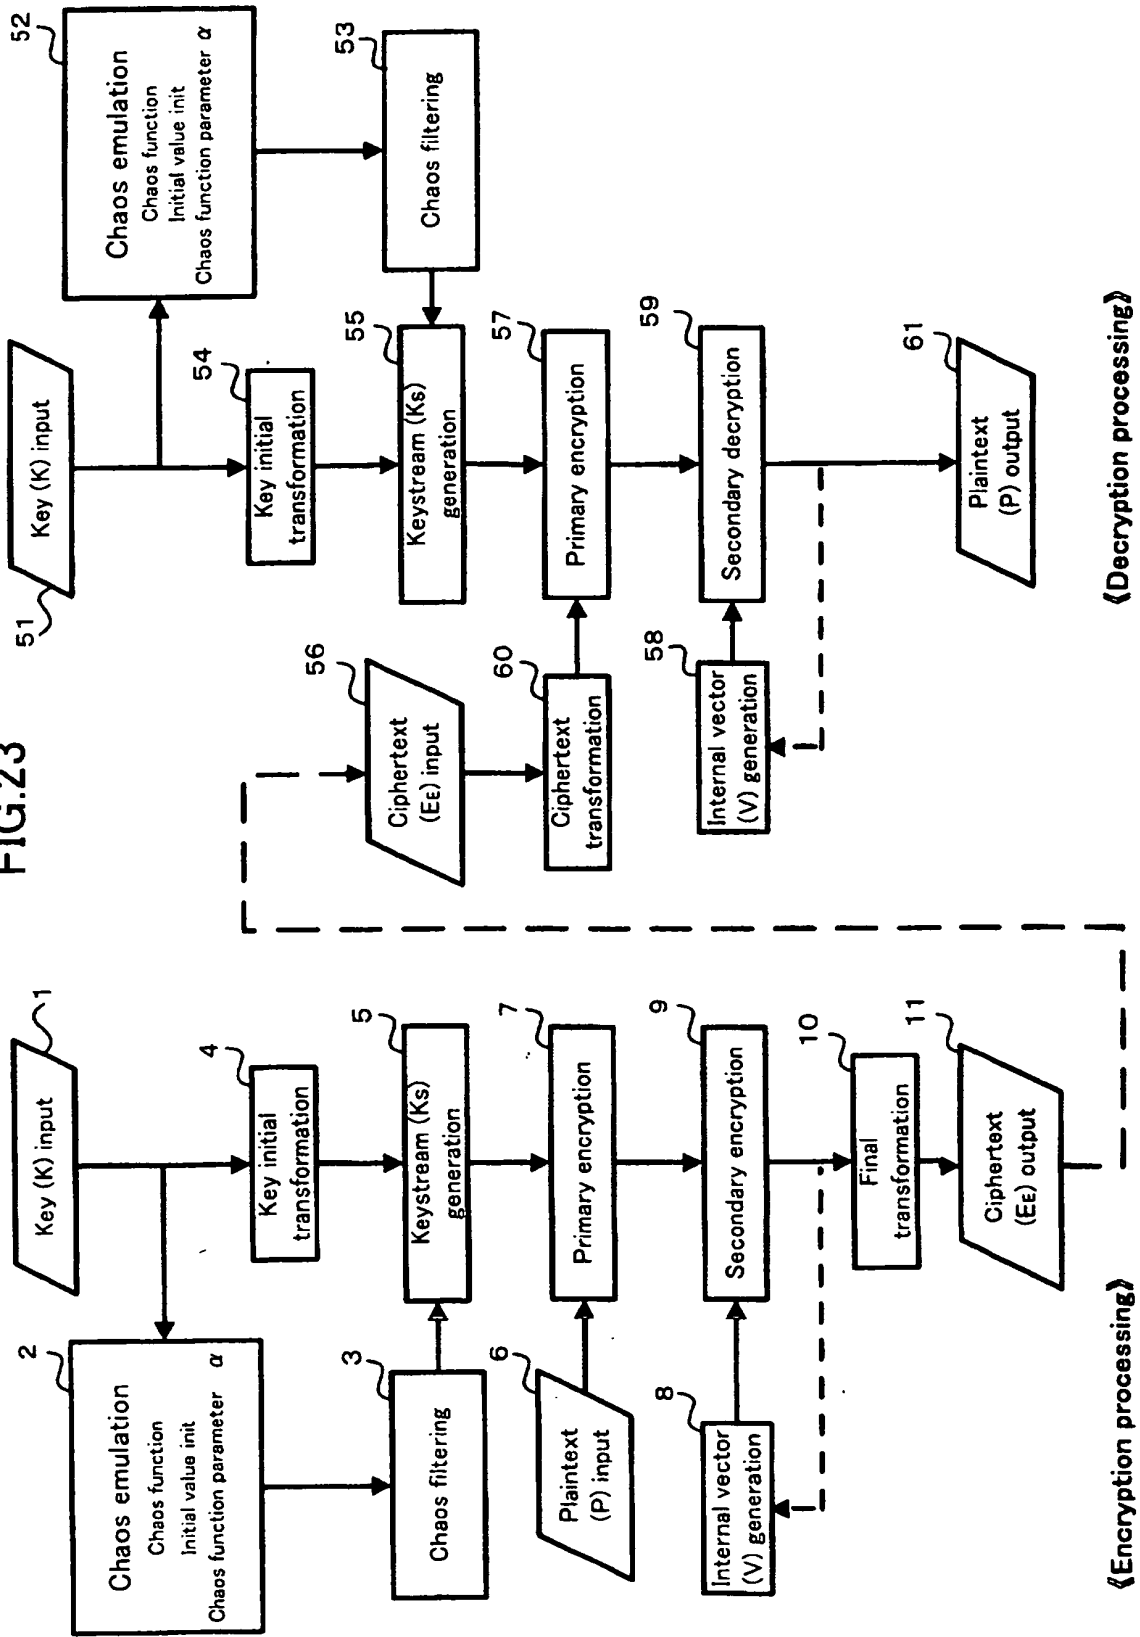 FIG.23
Key (K) input
1
2
Chaos emulation
Chaos function
Initial value init
Chaos function parameter α
3
Chaos filtering
4
Key initial
transformation
5
Keystream (Ks)
generation
6
Plaintext
(P) input
7
Primary encryption
8
Internal vector
(V) generation
9
Secondary encryption
10
Final
transformation
11
Ciphertext
(EE) output
《Encryption processing》
51
Key (K) input
52
Chaos emulation
Chaos function
Initial value init
Chaos function parameter α
53
Chaos filtering
54
Key initial
transformation
55
Keystream (Ks)
generation
56
Ciphertext
(EE) input
60
Ciphertext
transformation
57
Primary encryption
58
Internal vector
(V) generation
59
Secondary decryption
61
Plaintext
(P) output
《Decryption processing》